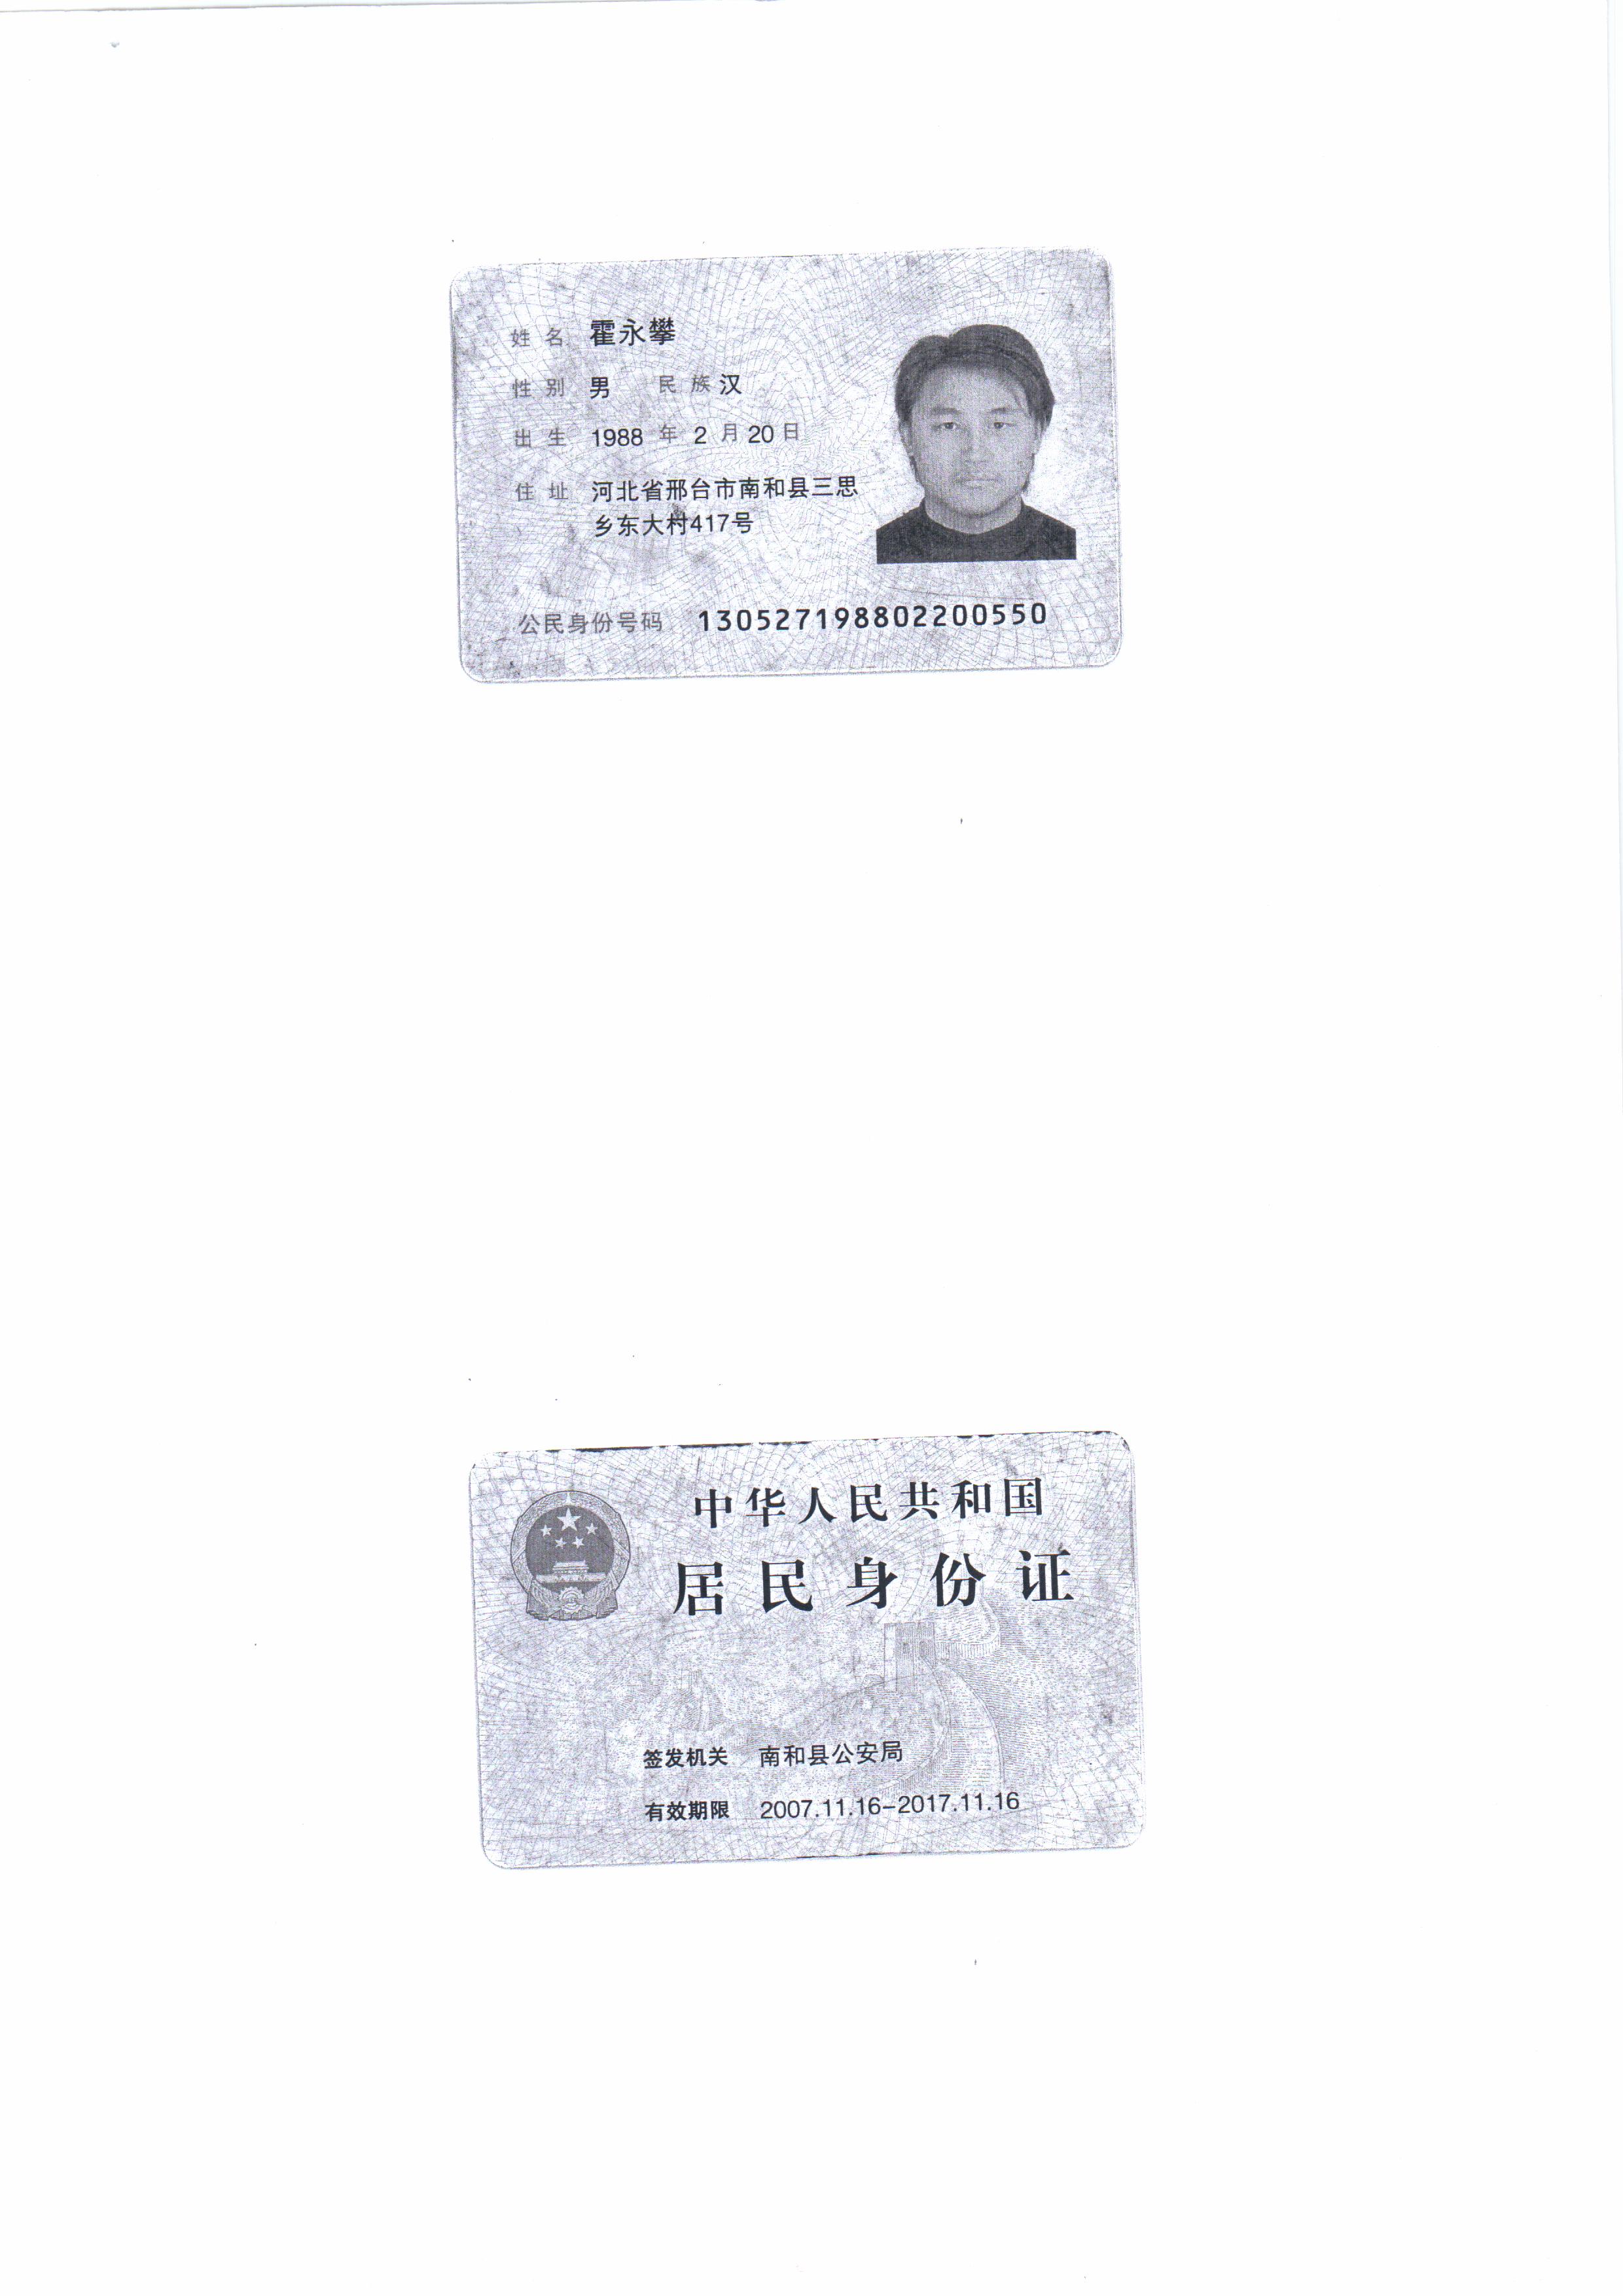 姓名 霍永攀
性别 男 民族 汉
出生 1988 年 2 月 20 日
住址 河北省邢台市南和县三思
乡东大村417号
公民身份号码 130527198802200550
中华人民共和国
居民身份证
签发机关 南和县公安局
有效期限 2007.11.16-2017.11.16